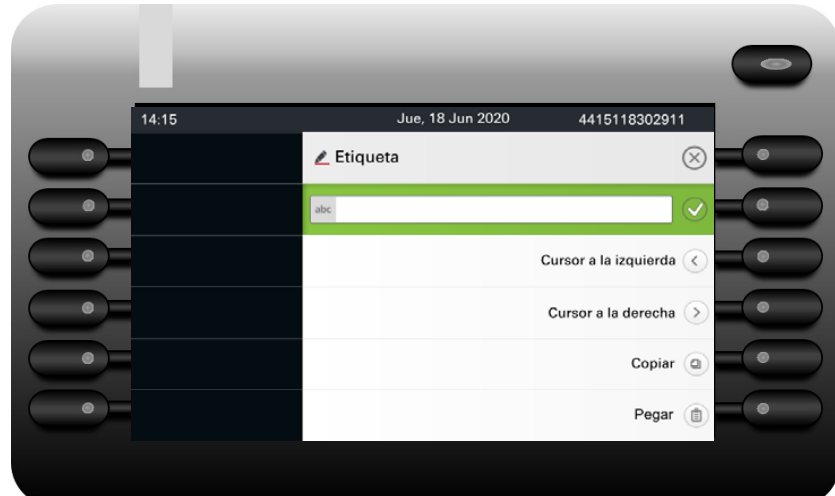 14:15 Jue, 18 Jun 2020 4415118302911
Etiqueta
abc
Cursor a la izquierda
Cursor a la derecha
Copiar
Pegar